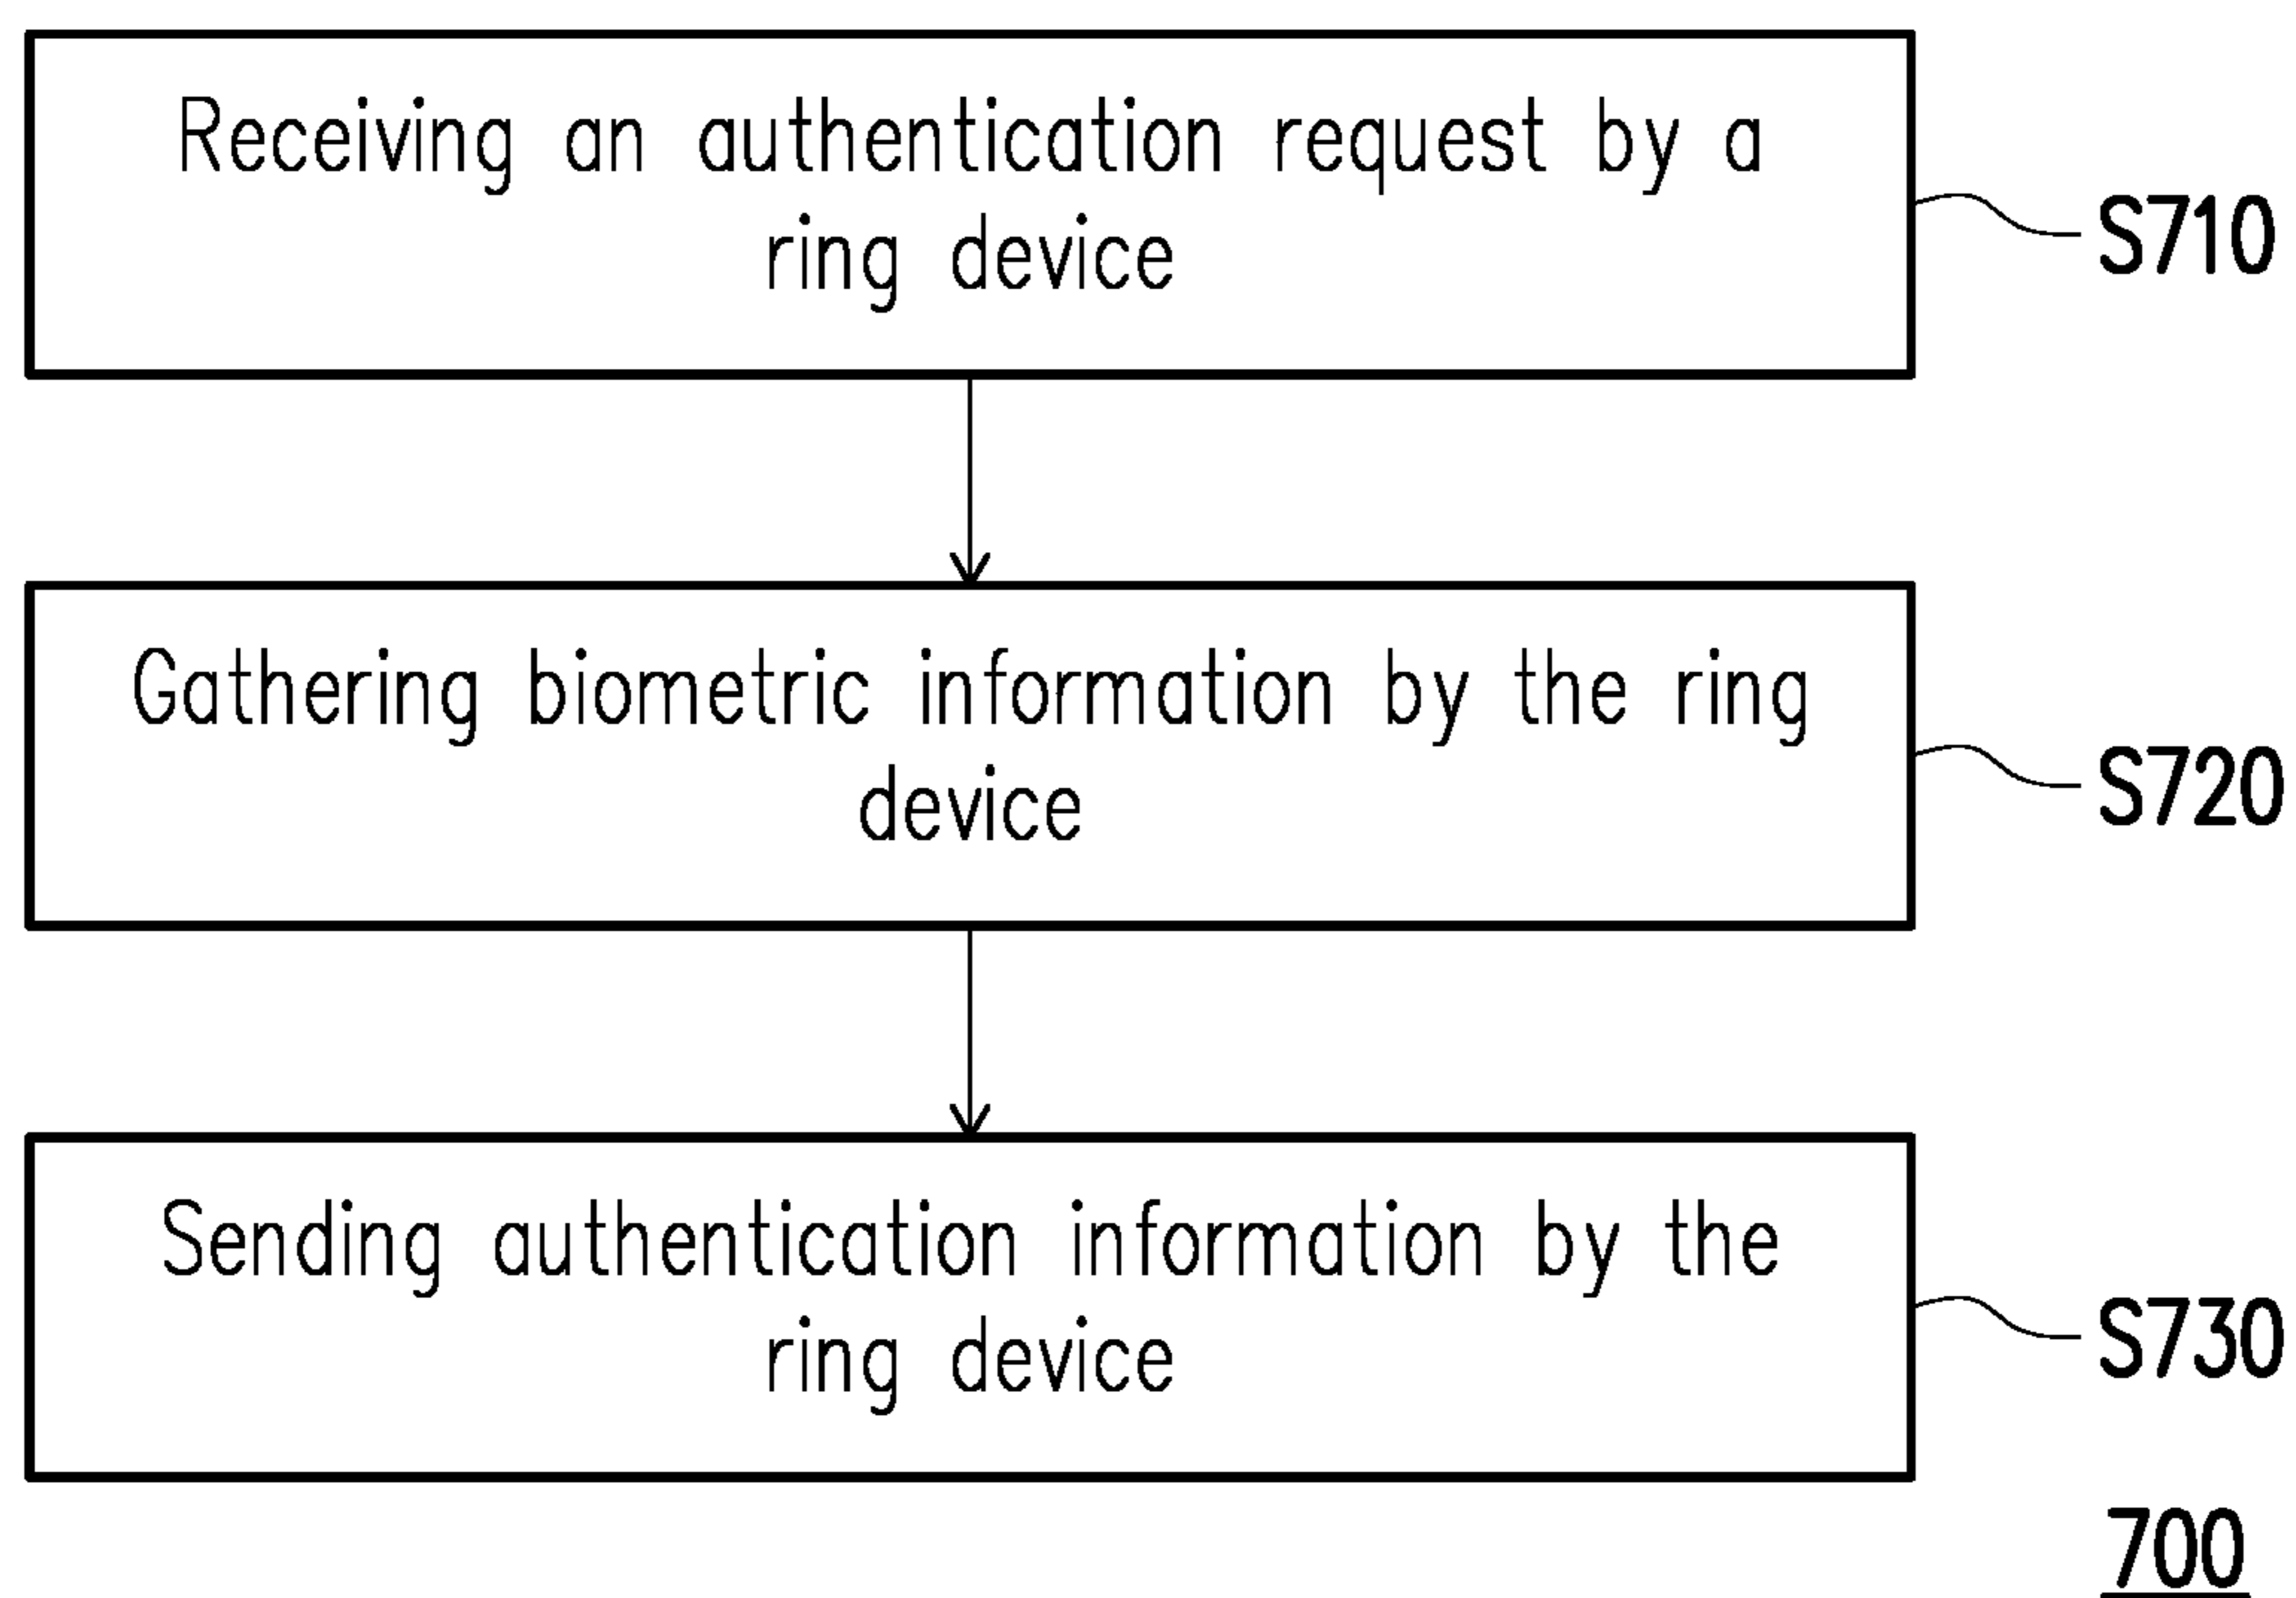 Receiving an authentication request by a
ring device
S710
Gathering biometric information by the ring
device
S720
Sending authentication information by the
ring device
S730
700